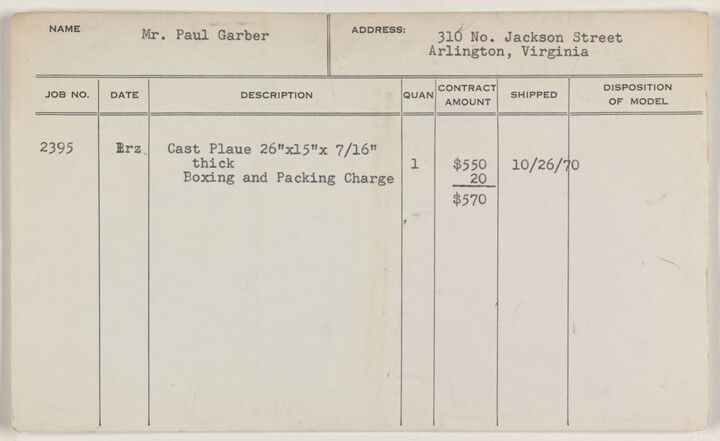 NAME Mr. Paul Garber ADDRESS: 310 No. Jackson Street
Arlington, Virginia
JOB NO. DATE DESCRIPTION QUAN CONTRACT AMOUNT SHIPPED DISPOSITION OF MODEL
2395 Brz Cast Plaue 26"x15"x 7/16"
thick 1 $550 10/26/70
Boxing and Packing Charge 20
$570